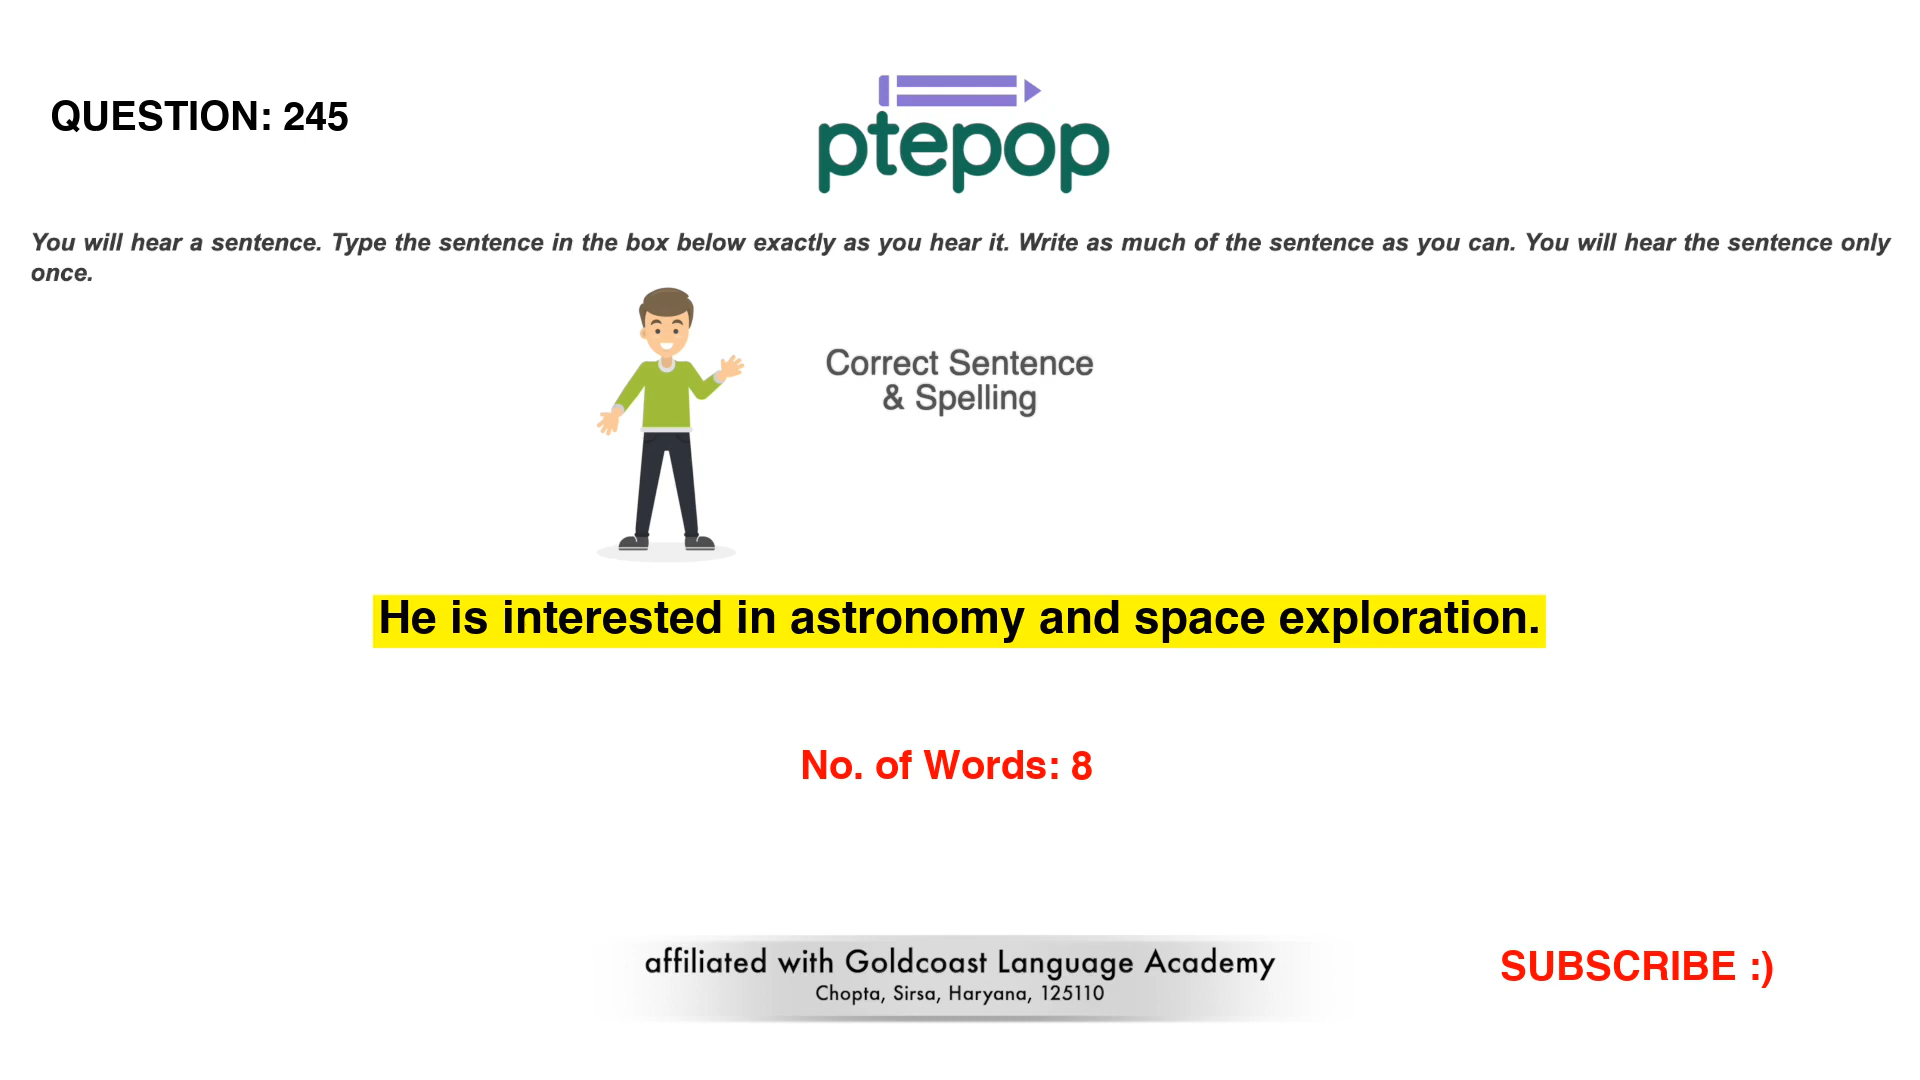 QUESTION: 245
ptepop
You will hear a sentence. Type the sentence in the box below exactly as you hear it. Write as much of the sentence as you can. You will hear the sentence only
once.
Correct Sentence
& Spelling
He is interested in astronomy and space exploration.
No. of Words: 8
affiliated with Goldcoast Language Academy
Chopta, Sirsa, Haryana, 125110
SUBSCRIBE :)